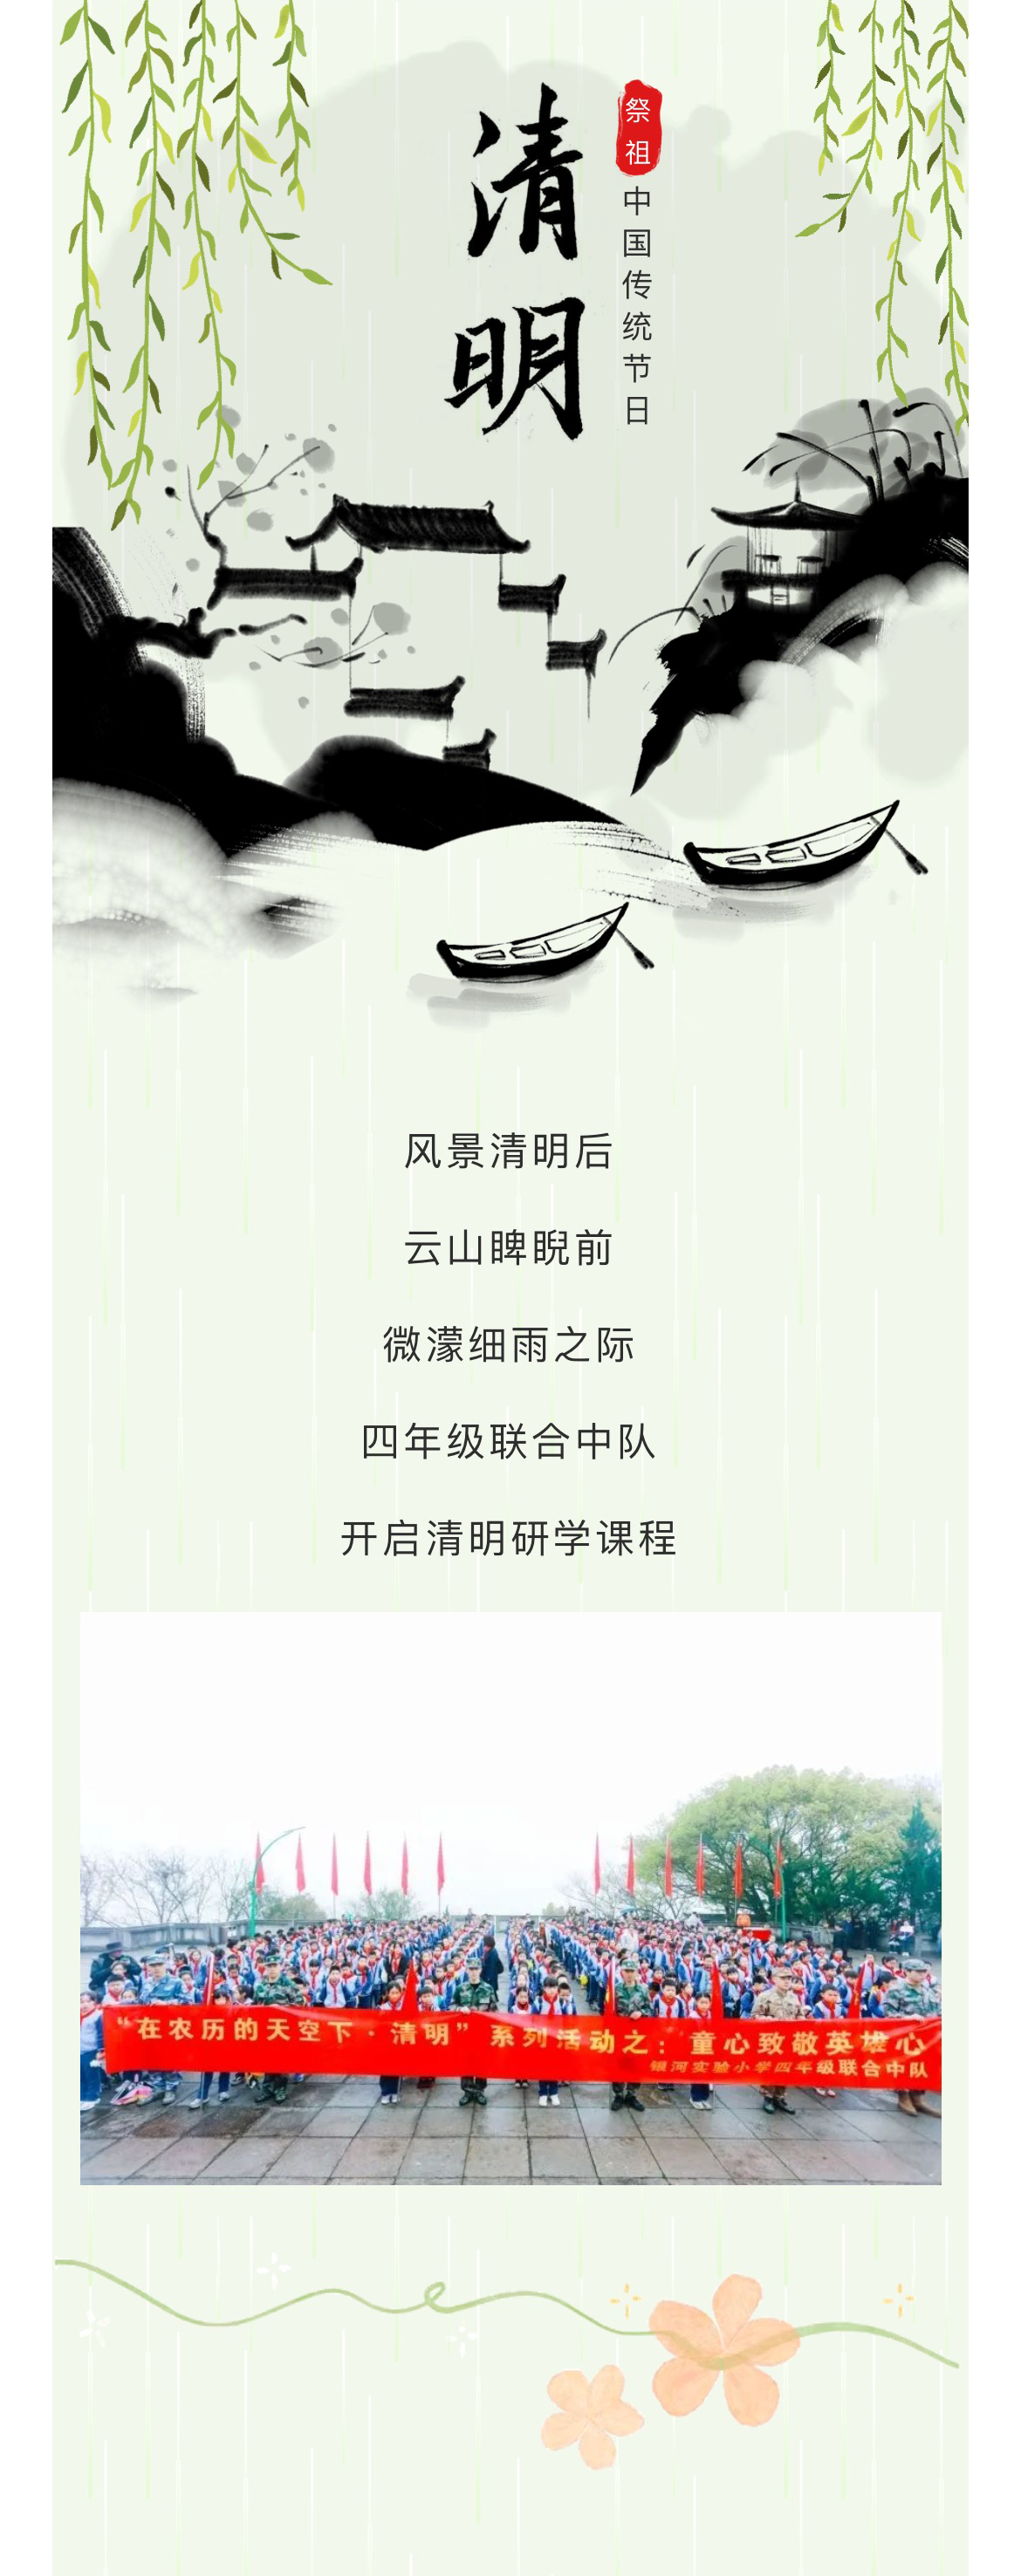 清明
祭祖
中国传统节日
风景清明后
云山睥睨前
微濛细雨之际
四年级联合中队
开启清明研学课程
“在农历的天空下·清明”系列活动之：童心致敬英雄心
银河实验小学四年级联合中队